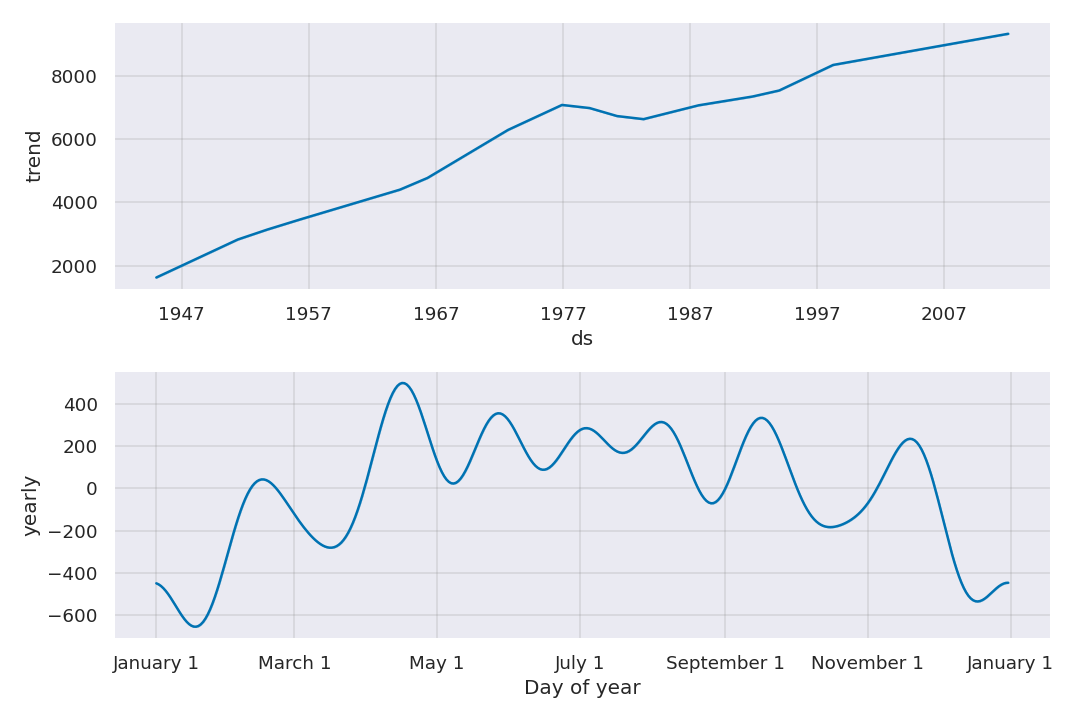 trend
8000
6000
4000
2000
1947 1957 1967 1977 1987 1997 2007
ds
yearly
400
200
0
−200
−400
−600
January 1 March 1 May 1 July 1 September 1 November 1 January 1
Day of year